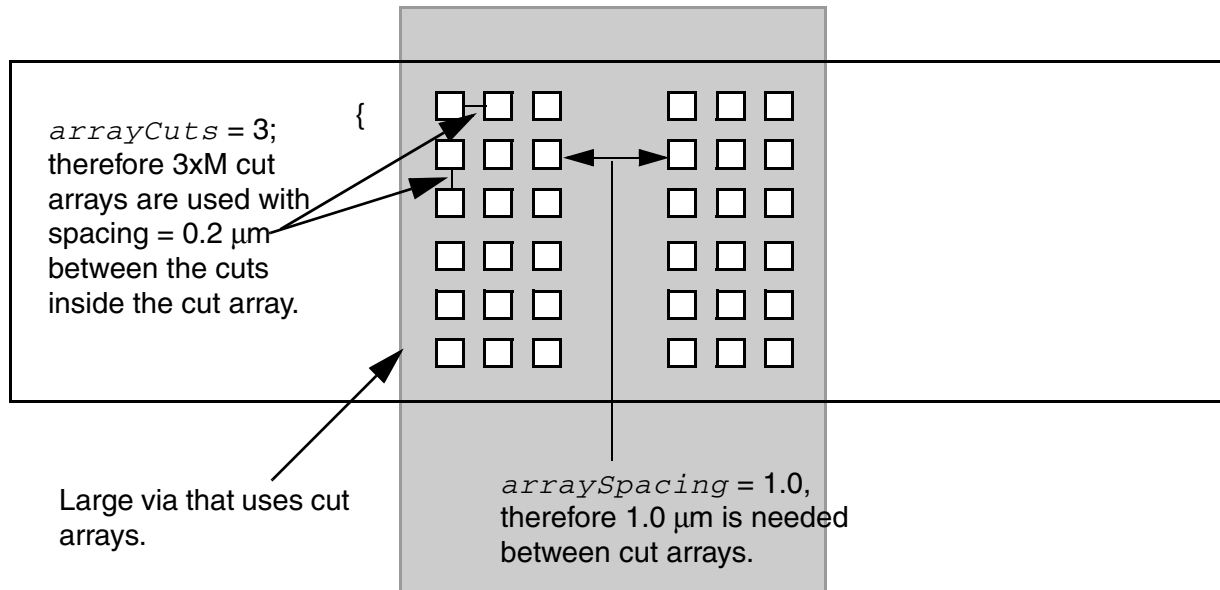 {
arrayCuts = 3;
therefore 3xM cut
arrays are used with
spacing = 0.2 μm
between the cuts
inside the cut array.
Large via that uses cut
arrays.
arraySpacing = 1.0,
therefore 1.0 μm is needed
between cut arrays.